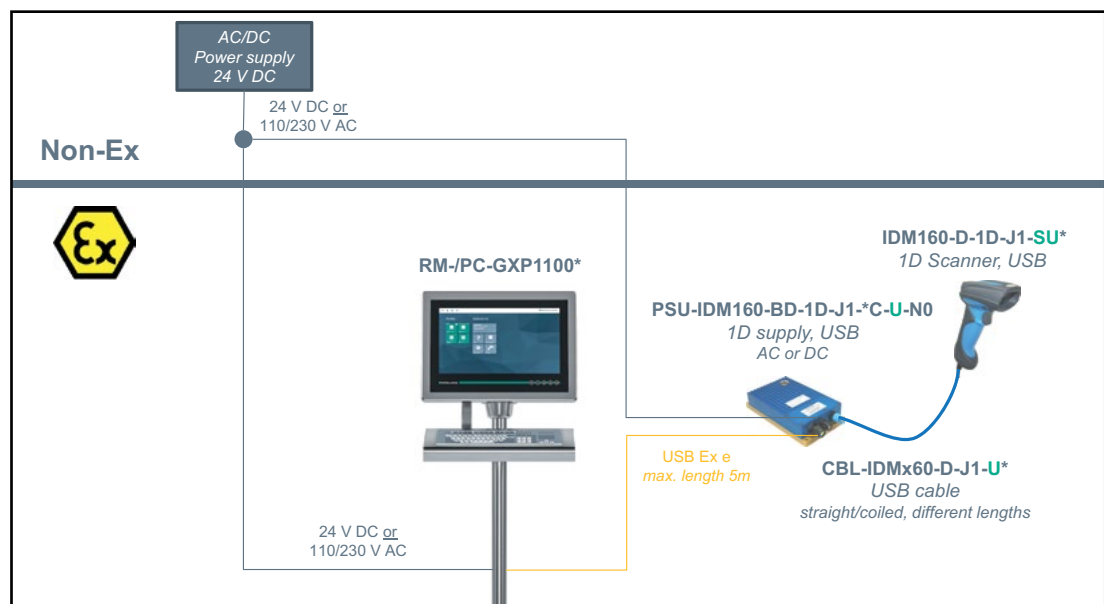 AC/DC
Power supply
24 V DC
24 V DC or
110/230 V AC
Non-Ex
Ex
IDM160-D-1D-J1-SU*
1D Scanner, USB
RM-/PC-GXP1100*
PSU-IDM160-BD-1D-J1-*C-U-N0
1D supply, USB
AC or DC
USB Ex e
max. length 5m
CBL-IDMx60-D-J1-U*
USB cable
straight/coiled, different lengths
24 V DC or
110/230 V AC